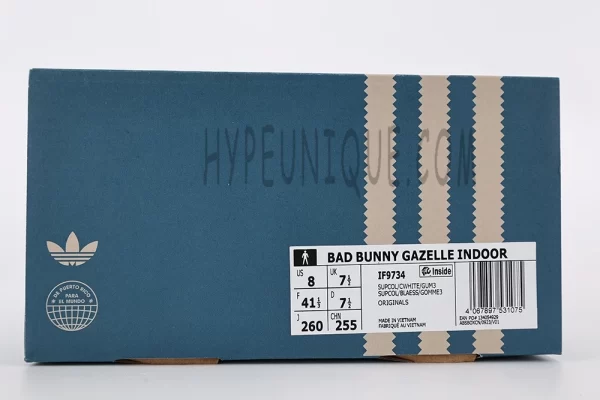 HYPEUNIQUE.COM
DE PUERTO RICO
PARA
EL MUNDO
BAD BUNNY GAZELLE INDOOR
US 8 UK 7½
F 41⅓ D 7½
J 260 CHN 255
IF9734 Inside
SUPCOL/CWHITE/GUM3
SUPCOL/BLAESS/GOMME3
ORIGINALS
MADE IN VIETNAM
FABRIQUÉ AU VIETNAM
4 067897 531075